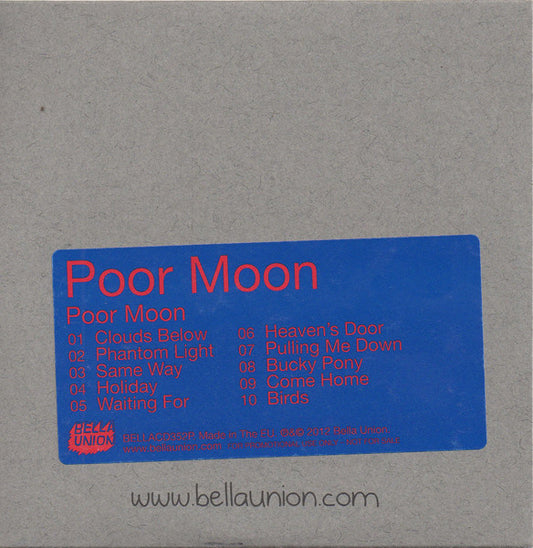 Poor Moon
Poor Moon
01 Clouds Below
02 Phantom Light
03 Same Way
04 Holiday
05 Waiting For
06 Heaven's Door
07 Pulling Me Down
08 Bucky Pony
09 Come Home
10 Birds
BELLA
UNION
BELLACD352P. Made in The EU. ℗&© 2012 Bella Union.
www.bellaunion.com
www.bellaunion.com